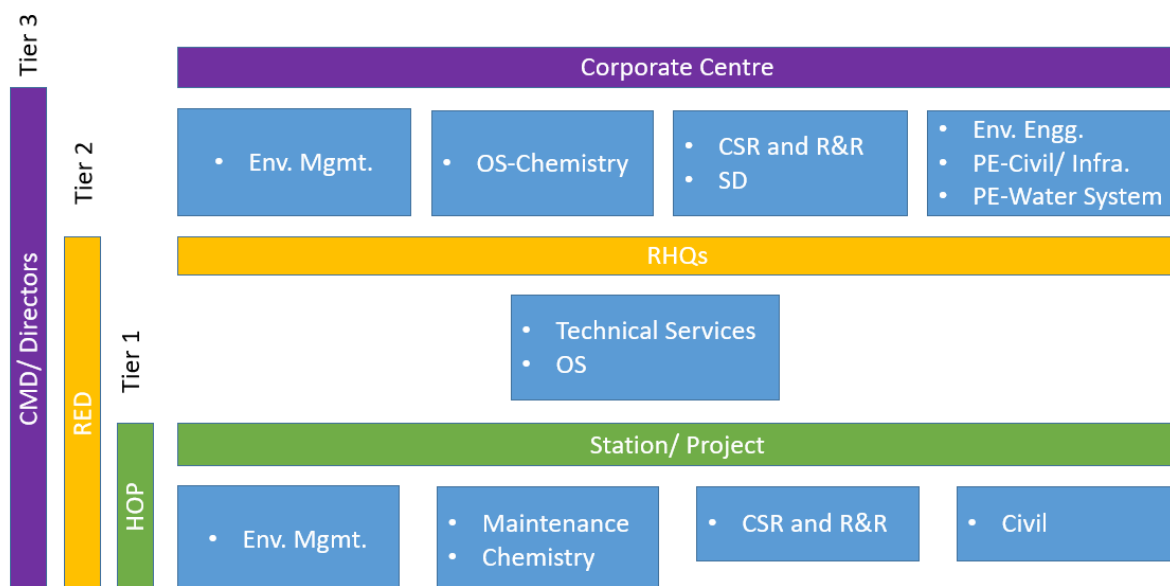 Tier 3
Corporate Centre
CMD/ Directors
Tier 2
• Env. Mgmt.
• OS-Chemistry
• CSR and R&R
• SD
• Env. Engg.
• PE-Civil/ Infra.
• PE-Water System
RED
RHQs
Tier 1
• Technical Services
• OS
HOP
Station/ Project
• Env. Mgmt.
• Maintenance
• Chemistry
• CSR and R&R
• Civil